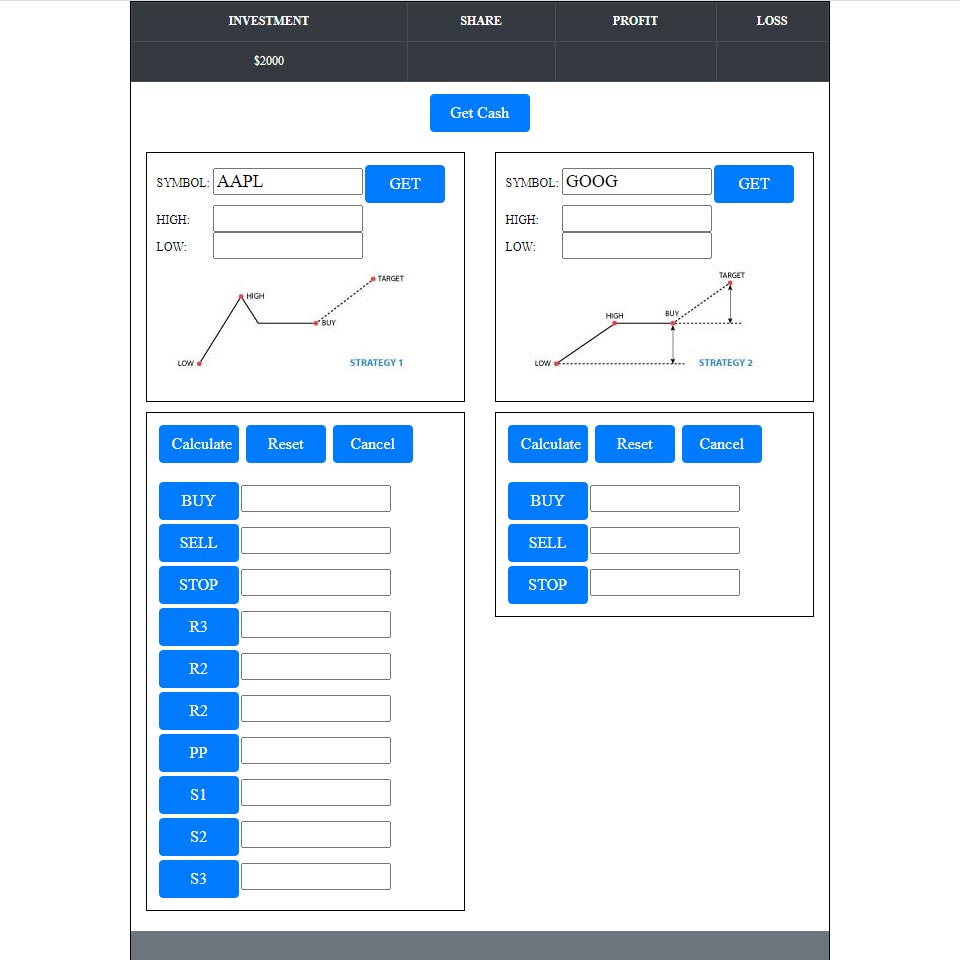 INVESTMENT SHARE PROFIT LOSS
$2000
Get Cash
SYMBOL: AAPL GET
HIGH:
LOW:
TARGET
HIGH
BUY
LOW
STRATEGY 1
SYMBOL: GOOG GET
HIGH:
LOW:
TARGET
HIGH
BUY
LOW
STRATEGY 2
Calculate Reset Cancel
BUY
SELL
STOP
R3
R2
R2
PP
S1
S2
S3
Calculate Reset Cancel
BUY
SELL
STOP